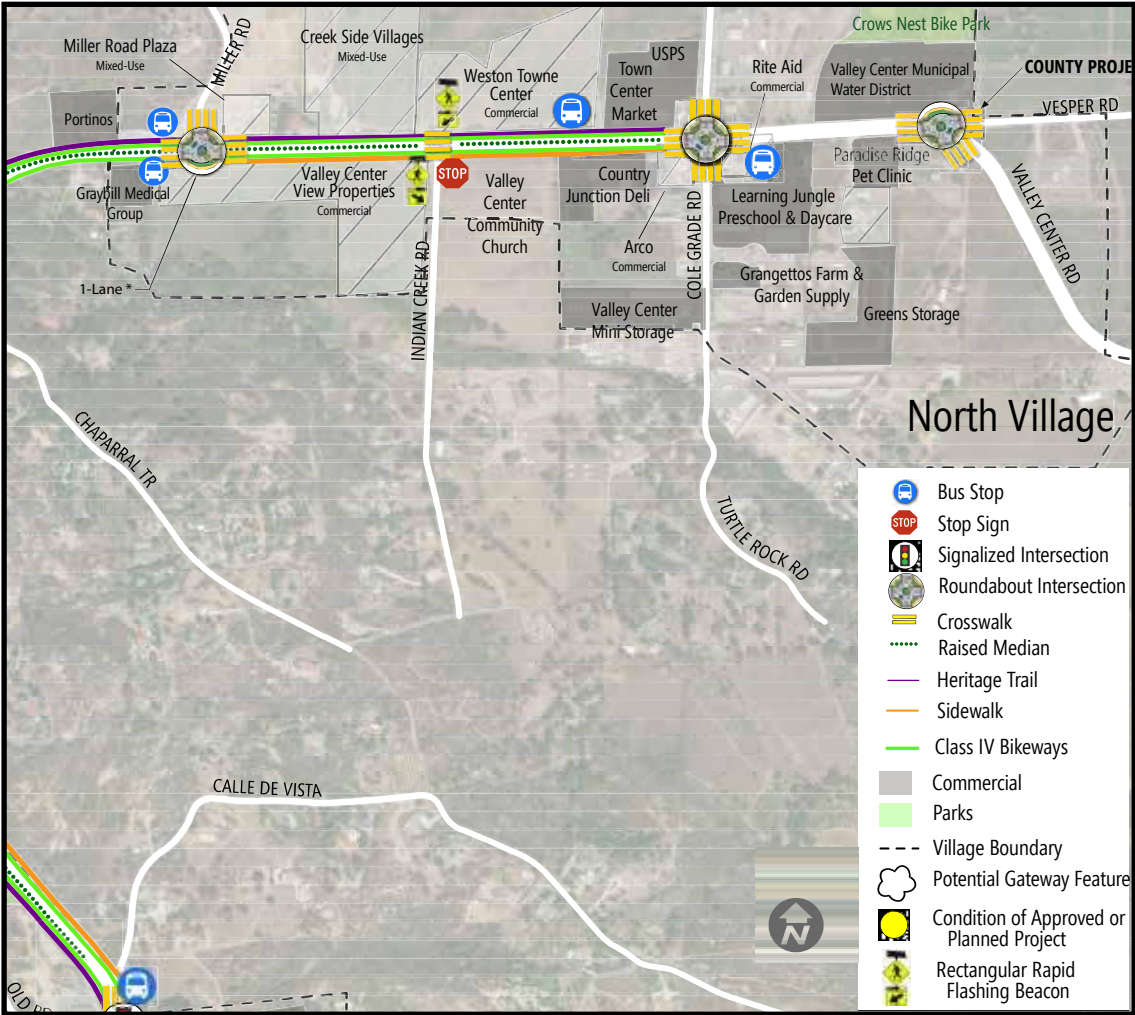 Crows Nest Bike Park
MILLER RD
Miller Road Plaza
Mixed-Use
Creek Side Villages
Mixed-Use
Weston Towne
Center
Commercial
USPS
Town
Center
Market
Rite Aid
Commercial
Valley Center Municipal
Water District
COUNTY PROJE
VESPER RD
Portinos
Graybill Medical
Group
Valley Center
View Properties
Commercial
STOP
Valley
Center
Community
Church
Country
Junction Deli
Paradise Ridge
Pet Clinic
Learning Jungle
Preschool & Daycare
VALLEY CENTER RD
1-Lane *
INDIAN CREEK RD
Arco
Commercial
COLE GRADE RD
Grangettos Farm &
Garden Supply
Valley Center
Mini Storage
Greens Storage
North Village
CHAPARRAL TR
TURTLE ROCK RD
CALLE DE VISTA
OLD
N
Bus Stop
STOP
Stop Sign
Signalized Intersection
Roundabout Intersection
Crosswalk
Raised Median
Heritage Trail
Sidewalk
Class IV Bikeways
Commercial
Parks
Village Boundary
Potential Gateway Feature
Condition of Approved or
Planned Project
Rectangular Rapid
Flashing Beacon